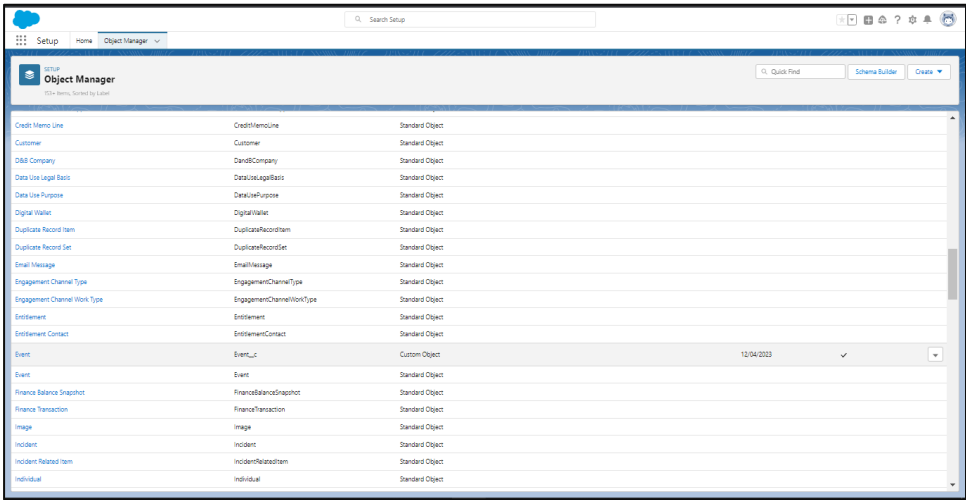 Search Setup
Setup Home Object Manager
SETUP
Object Manager
Quick Find Schema Builder Create
155+ Items, Sorted by Label
Credit Memo Line CreditMemoLine Standard Object
Customer Customer Standard Object
D&B Company DandBCompany Standard Object
Data Use Legal Basis DataUseLegalBasis Standard Object
Data Use Purpose DataUsePurpose Standard Object
Digital Wallet DigitalWallet Standard Object
Duplicate Record Item DuplicateRecordItem Standard Object
Duplicate Record Set DuplicateRecordSet Standard Object
Email Message EmailMessage Standard Object
Engagement Channel Type EngagementChannelType Standard Object
Engagement Channel Work Type EngagementChannelWorkType Standard Object
Entitlement Entitlement Standard Object
Entitlement Contact EntitlementContact Standard Object
Event Event__c Custom Object 12/04/2023
Event Event Standard Object
Finance Balance Snapshot FinanceBalanceSnapshot Standard Object
Finance Transaction FinanceTransaction Standard Object
Image Image Standard Object
Incident Incident Standard Object
Incident Related Item IncidentRelatedItem Standard Object
Individual Individual Standard Object